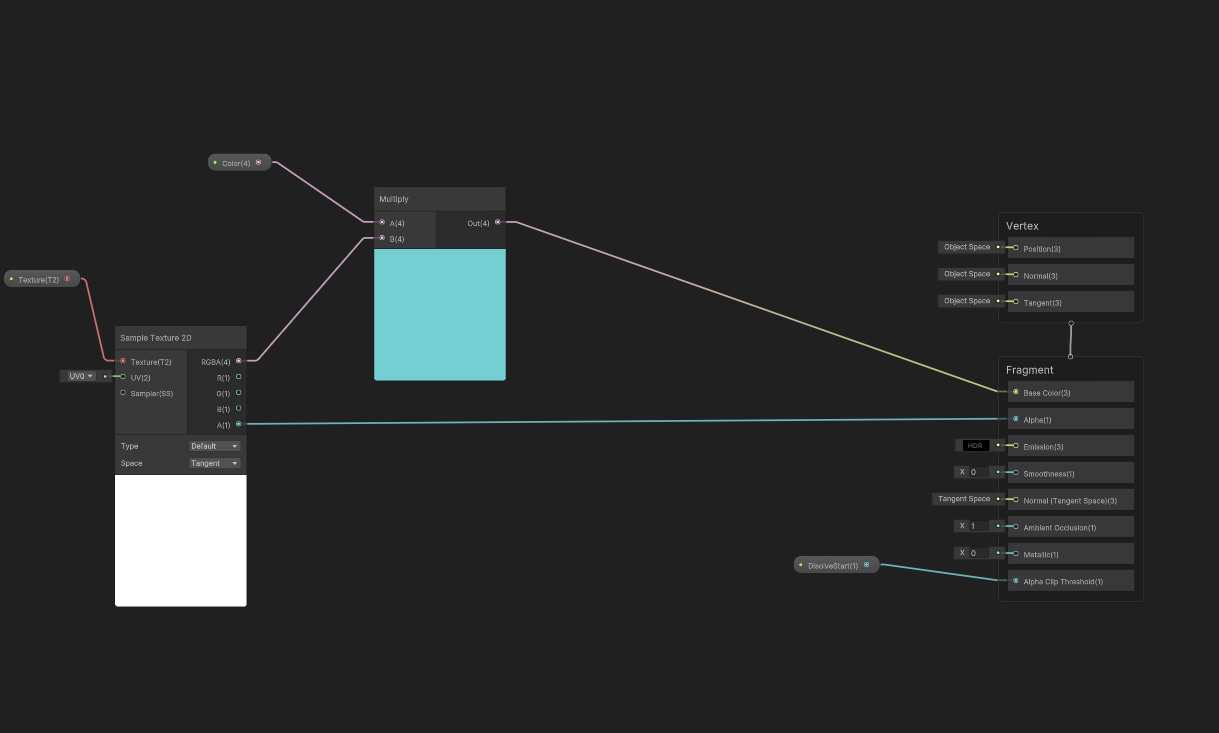 Color(4)
Multiply
A(4)
Out(4)
B(4)
Texture(T2)
Sample Texture 2D
Texture(T2)
RGBA(4)
UV0
UV(2)
R(1)
Sampler(SS)
G(1)
B(1)
A(1)
Type
Default
Space
Tangent
Vertex
Object Space
Position(3)
Object Space
Normal(3)
Object Space
Tangent(3)
Fragment
Base Color(3)
Alpha(1)
HDR
Emission(3)
X 0
Smoothness(1)
Tangent Space
Normal (Tangent Space)(3)
X 1
Ambient Occlusion(1)
X 0
Metallic(1)
DisolveStart(1)
Alpha Clip Threshold(1)